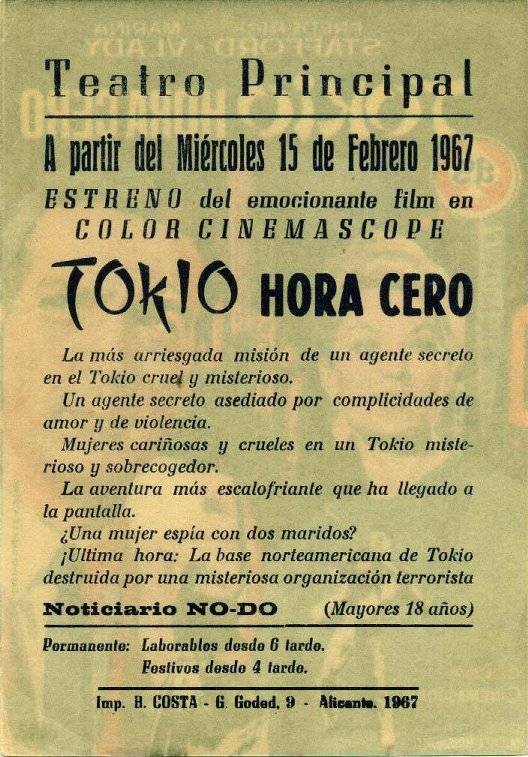 Teatro Principal
A partir del Miércoles 15 de Febrero 1967
ESTRENO del emocionante film en
COLOR CINEMASCOPE
TOKIO HORA CERO
La más arriesgada misión de un agente secreto
en el Tokio cruel y misterioso.
Un agente secreto asediado por complicidades de
amor y de violencia.
Mujeres cariñosas y crueles en un Tokio miste-
rioso y sobrecogedor.
La aventura más escalofriante que ha llegado a
la pantalla.
¿Una mujer espía con dos maridos?
¡Ultima hora: La base norteamericana de Tokio
destruida por una misteriosa organización terrorista
Noticiario NO-DO (Mayores 18 años)
Permanente: Laborables desde 6 tarde.
Festivos desde 4 tarde.
Imp. H. COSTA - G. Goded, 9 - Alicante. 1967